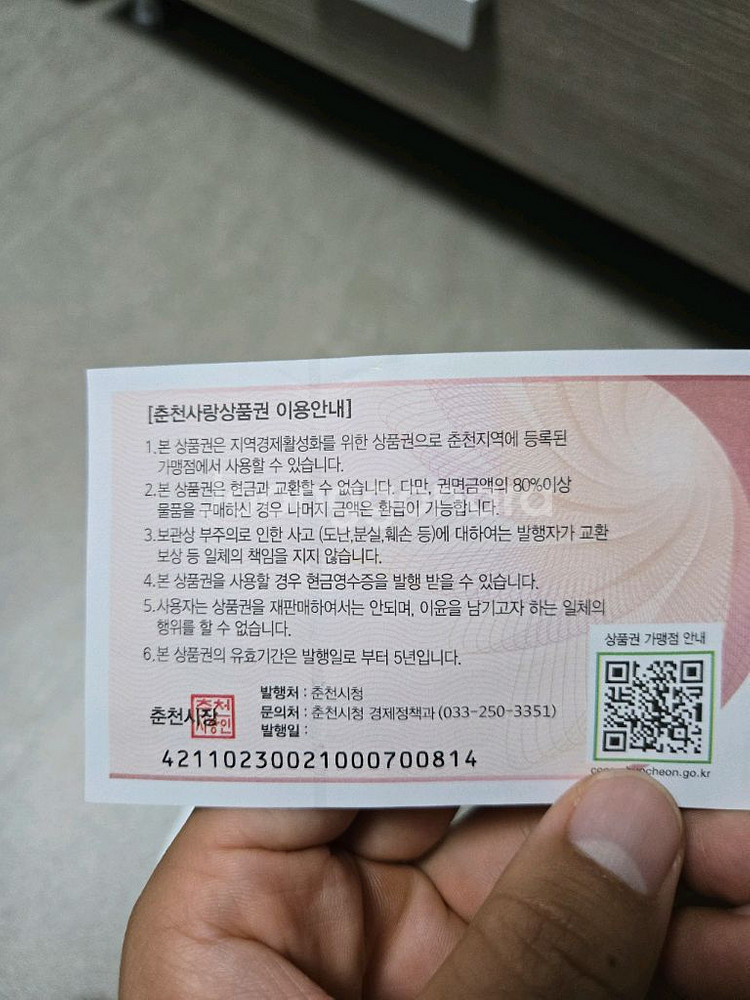 [춘천사랑상품권 이용안내]
1.본 상품권은 지역경제활성화를 위한 상품권으로 춘천지역에 등록된
가맹점에서 사용할 수 있습니다.
2.본 상품권은 현금과 교환할 수 없습니다. 다만, 권면금액의 80%이상
물품을 구매하신 경우 나머지 금액은 환급이 가능합니다.
3.보관상 부주의로 인한 사고 (도난,분실,훼손 등)에 대하여는 발행자가 교환
보상 등 일체의 책임을 지지 않습니다.
4.본 상품권을 사용할 경우 현금영수증을 발행 받을 수 있습니다.
5.사용자는 상품권을 재판매하여서는 안되며, 이윤을 남기고자 하는 일체의
행위를 할 수 없습니다.
6.본 상품권의 유효기간은 발행일로 부터 5년입니다.
상품권 가맹점 안내
발행처 : 춘천시청
춘천시장
춘천
시장인
문의처 : 춘천시청 경제정책과 (033-250-3351)
발행일 :
42110230021000700814
cheon.go.kr